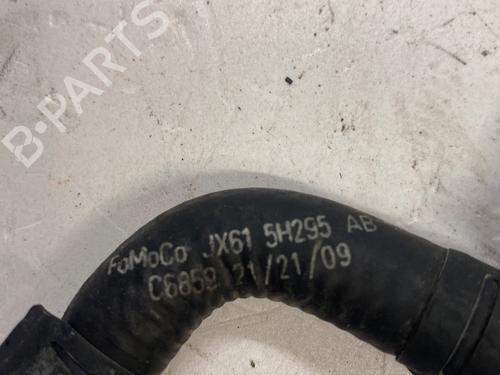 B-PARTS
FoMoCo JX61 5H295 AB
C6859 21/21/09